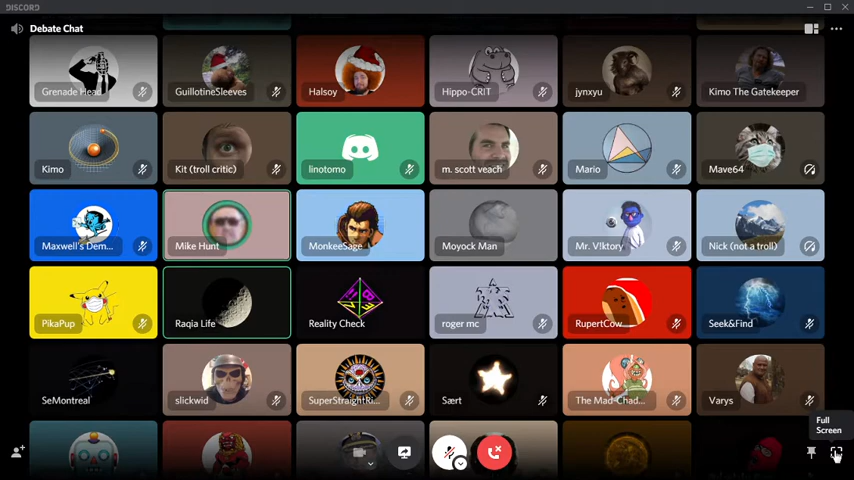 DISCORD
Debate Chat
Grenade Head
GuillotineSleeves
Halsoy
Hippo-CRIT
jynxyu
Kimo The Gatekeeper
Kimo
Kit (troll critic)
linotomo
m. scott veach
Mario
Mave64
Maxwell's Dem...
Mike Hunt
MonkeeSage
Moyock Man
Mr. V!ktory
Nick (not a troll)
PikaPup
Raqia Life
Reality Check
roger mc
RupertCow
Seek&Find
SeMontreal
slickwid
SuperStraightRi...
Sært
The Mad-Chad...
Varys
Full
Screen